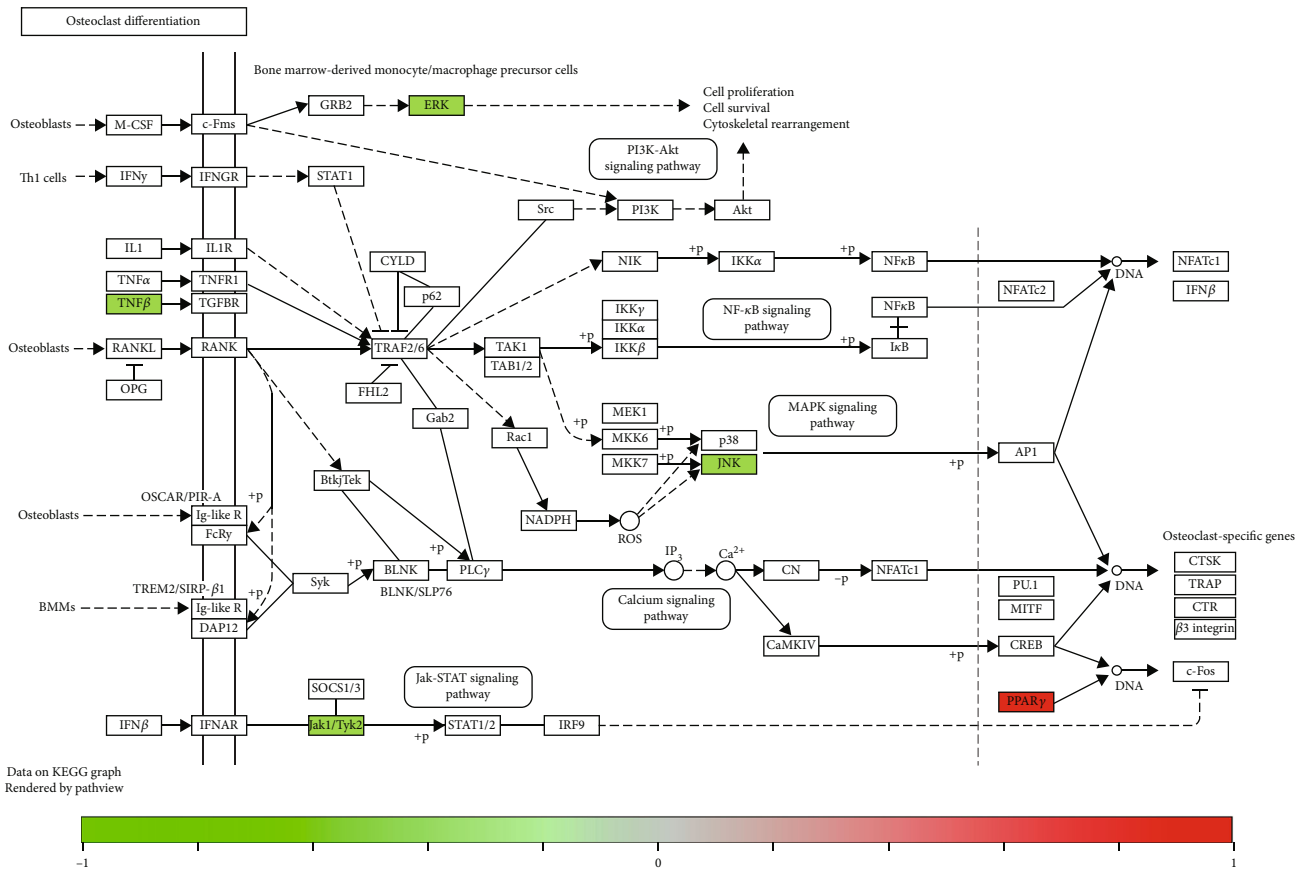 Osteoclast differentiation
Bone marrow-derived monocyte/macrophage precursor cells
Osteoblasts
M-CSF
c-Fms
GRB2
ERK
Cell proliferation
Cell survival
Cytoskeletal rearrangement
Th1 cells
IFNγ
IFNGR
STAT1
PI3K-Akt
signaling pathway
Src
PI3K
Akt
IL1
IL1R
CYLD
NIK
+p
IKKα
+p
NFκB
DNA
NFATc1
TNFα
TNFR1
p62
NFATc2
IFNβ
TNFβ
TGFBR
IKKγ
IKKα
IKKβ
NF-κB signaling
pathway
NFκB
Osteoblasts
RANKL
RANK
TRAF2/6
TAK1
TAB1/2
+p
+p
IκB
OPG
FHL2
Gab2
Rac1
+p
MEK1
MKK6
+p
p38
MKK7
+p
JNK
MAPK signaling
pathway
+p
AP1
BtkjTek
OSCAR/PIR-A
+p
Osteoblasts
Ig-like R
FcRy
NADPH
ROS
Osteoclast-specific genes
TREM2/SIRP-β1
+p
BMMs
Ig-like R
DAP12
Syk
+p
BLNK
+p
PLCγ
BLNK/SLP76
IP3
Ca2+
CN
–p
NFATc1
DNA
CTSK
TRAP
CTR
β3 integrin
Calcium signaling
pathway
PU.1
MITF
CaMKIV
+p
CREB
DNA
c-Fos
PPARγ
Jak-STAT signaling
pathway
SOCS1/3
IFNβ
IFNAR
Jak1/Tyk2
+p
STAT1/2
IRF9
Data on KEGG graph
Rendered by pathview
–1
0
1